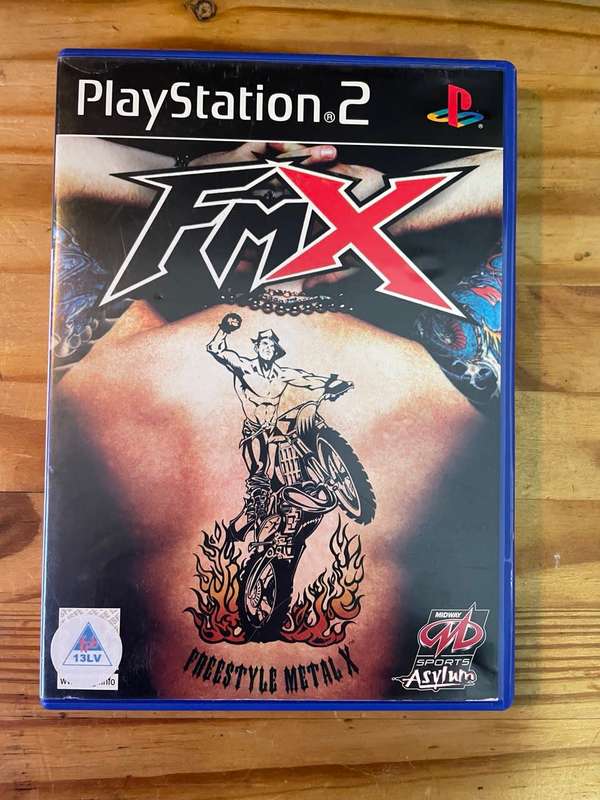 PlayStation®2
FMX
FREESTYLE METAL X
13LV
MIDWAY
SPORTS
Asylum